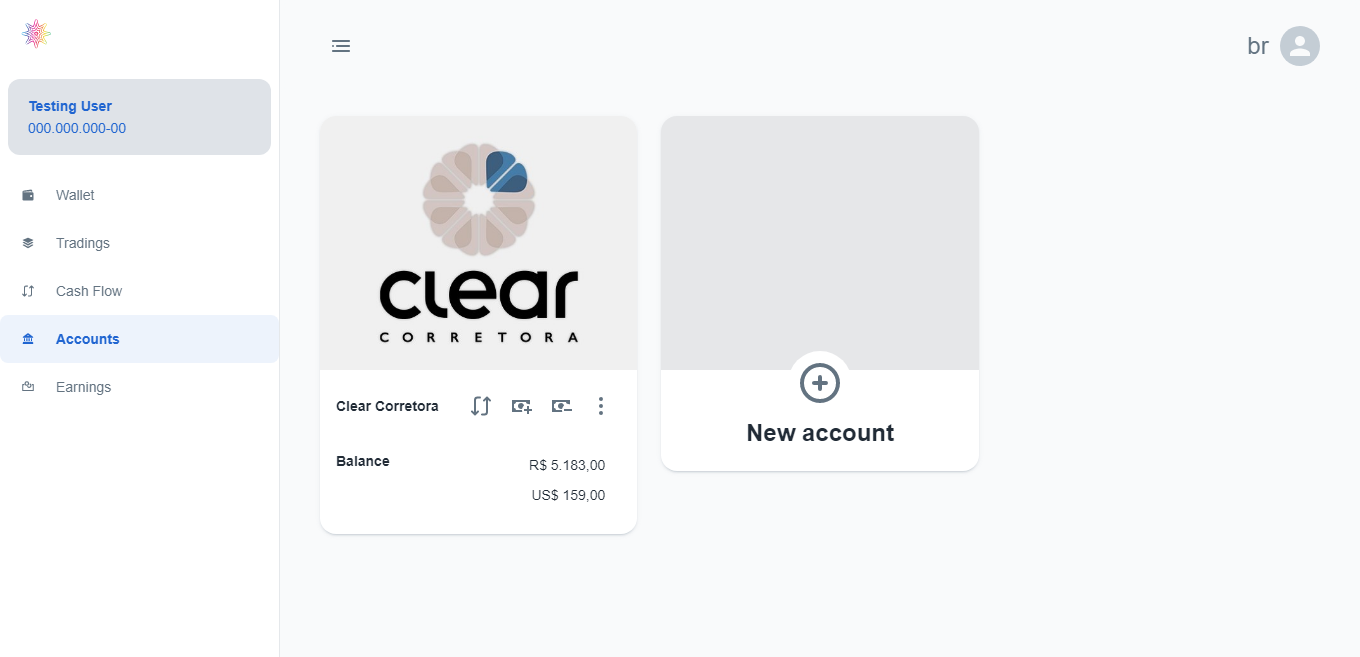 br
Testing User
000.000.000-00
Wallet
Tradings
Cash Flow
Accounts
Earnings
clear
CORRETORA
Clear Corretora
Balance
R$ 5.183,00
US$ 159,00
New account